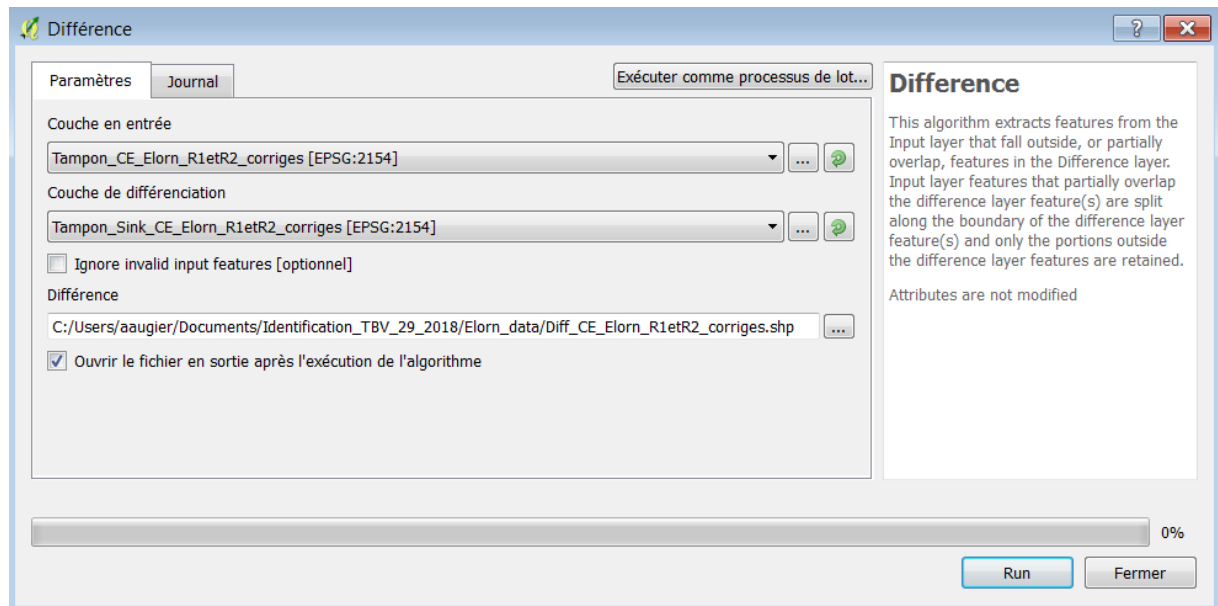 Différence
Paramètres
Journal
Exécuter comme processus de lot...
Couche en entrée
Tampon_CE_Elorn_R1etR2_corriges [EPSG:2154]
...
Couche de différenciation
Tampon_Sink_CE_Elorn_R1etR2_corriges [EPSG:2154]
...
Ignore invalid input features [optionnel]
Différence
C:/Users/aaugier/Documents/Identification_TBV_29_2018/Elorn_data/Diff_CE_Elorn_R1etR2_corriges.shp
...
Ouvrir le fichier en sortie après l'exécution de l'algorithme
Difference
This algorithm extracts features from the
Input layer that fall outside, or partially
overlap, features in the Difference layer.
Input layer features that partially overlap
the difference layer feature(s) are split
along the boundary of the difference layer
feature(s) and only the portions outside
the difference layer features are retained.
Attributes are not modified
0%
Run
Fermer